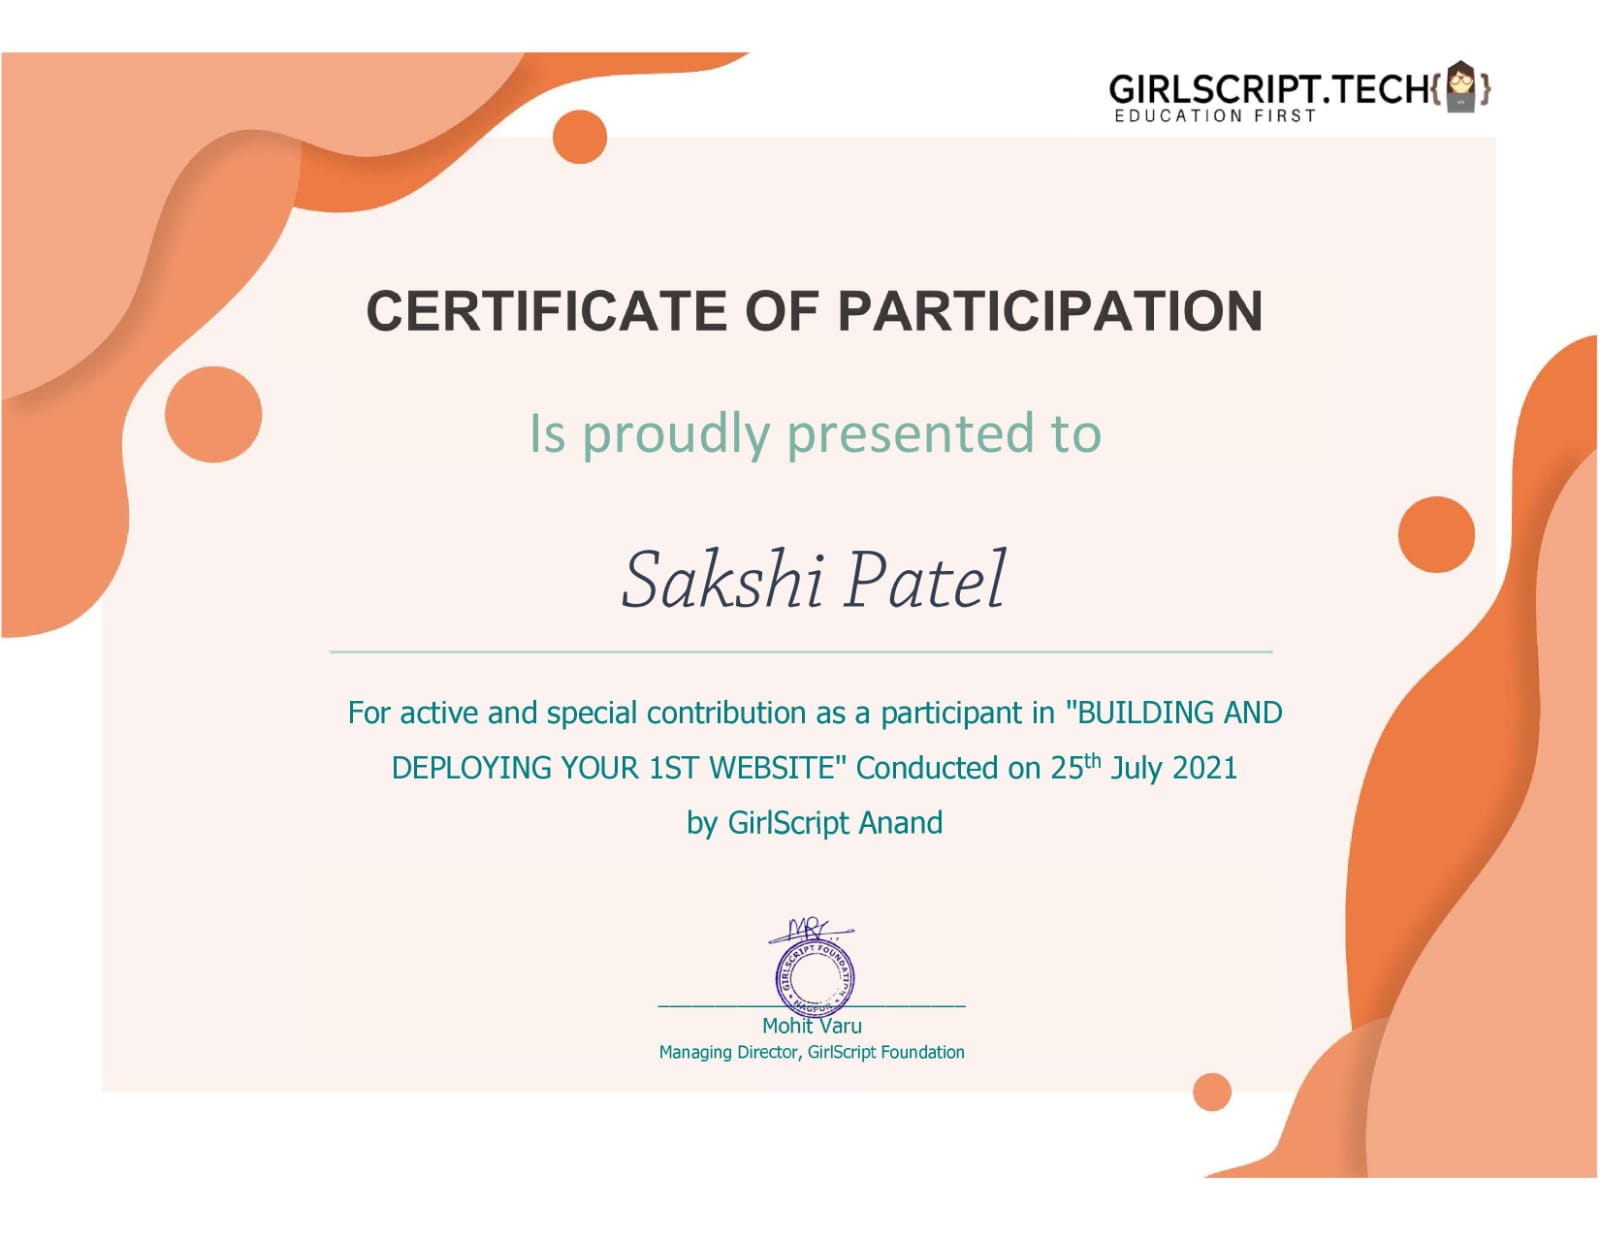 GIRLSCRIPT.TECH{ }
EDUCATION FIRST
CERTIFICATE OF PARTICIPATION
Is proudly presented to
Sakshi Patel
For active and special contribution as a participant in "BUILDING AND
DEPLOYING YOUR 1ST WEBSITE" Conducted on 25th July 2021
by GirlScript Anand
GIRLSCRIPT FOUNDATION
NAGPUR
Mohit Varu
Managing Director, GirlScript Foundation